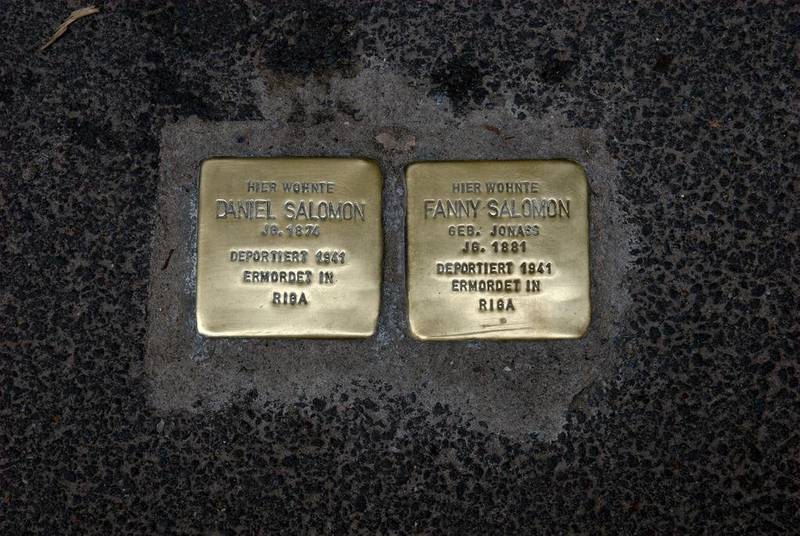 HIER WOHNTE
DANIEL SALOMON
JG. 1874
DEPORTIERT 1941
ERMORDET IN
RIGA
HIER WOHNTE
FANNY SALOMON
GEB. JONASS
JG. 1881
DEPORTIERT 1941
ERMORDET IN
RIGA